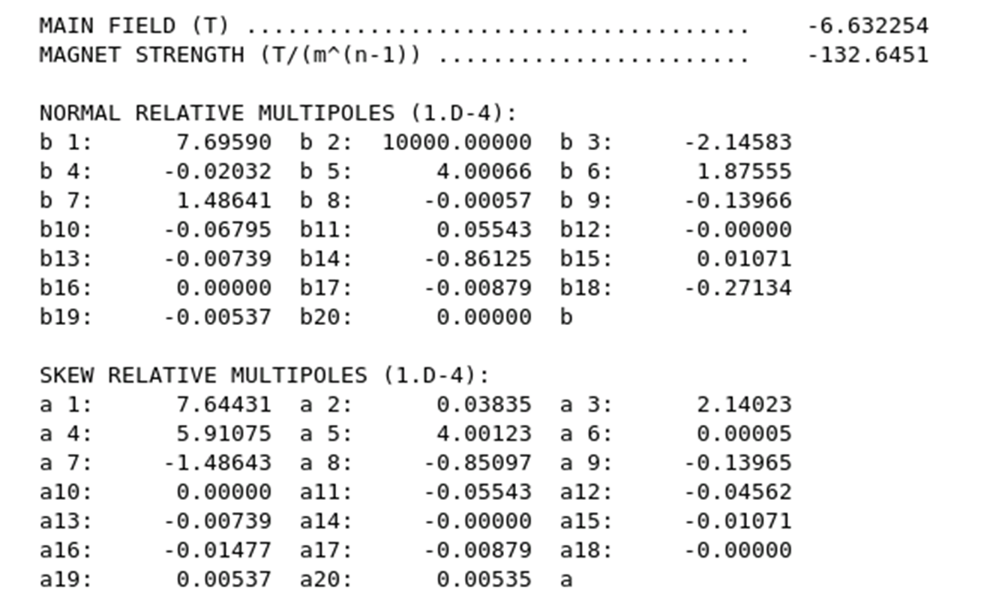 MAIN FIELD (T) ..................................... -6.632254
MAGNET STRENGTH (T/(m^(n-1)) ....................... -132.6451
NORMAL RELATIVE MULTIPOLES (1.D-4):
b 1: 7.69590 b 2: 10000.00000 b 3: -2.14583
b 4: -0.02032 b 5: 4.00066 b 6: 1.87555
b 7: 1.48641 b 8: -0.00057 b 9: -0.13966
b10: -0.06795 b11: 0.05543 b12: -0.00000
b13: -0.00739 b14: -0.86125 b15: 0.01071
b16: 0.00000 b17: -0.00879 b18: -0.27134
b19: -0.00537 b20: 0.00000 b
SKEW RELATIVE MULTIPOLES (1.D-4):
a 1: 7.64431 a 2: 0.03835 a 3: 2.14023
a 4: 5.91075 a 5: 4.00123 a 6: 0.00005
a 7: -1.48643 a 8: -0.85097 a 9: -0.13965
a10: 0.00000 a11: -0.05543 a12: -0.04562
a13: -0.00739 a14: -0.00000 a15: -0.01071
a16: -0.01477 a17: -0.00879 a18: -0.00000
a19: 0.00537 a20: 0.00535 a